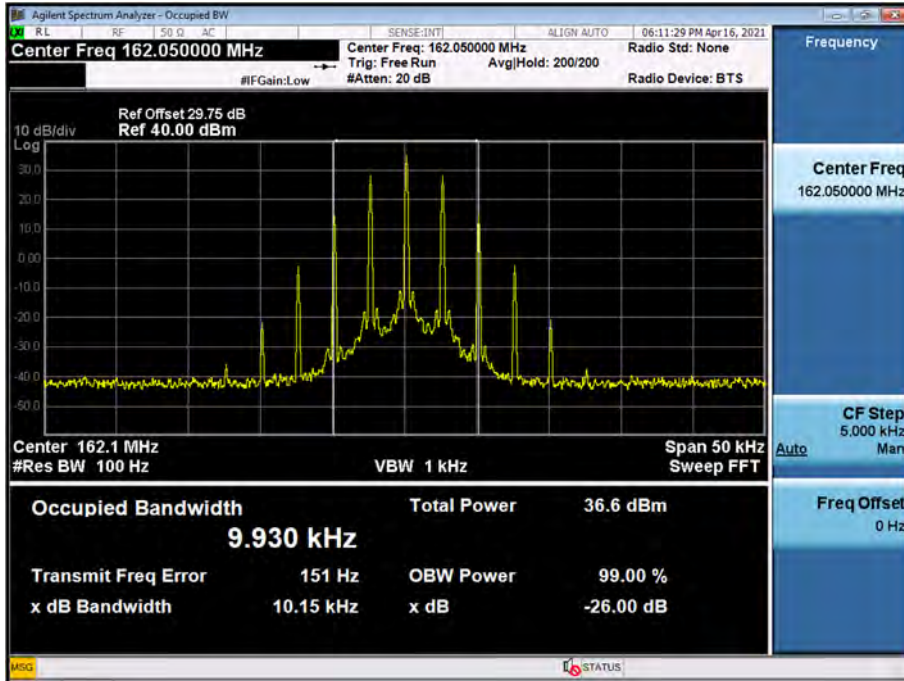 Agilent Spectrum Analyzer - Occupied BW
RL RF 50 Ω AC SENSE:INT ALIGN AUTO 06:11:29 PM Apr 16, 2021
Center Freq 162.050000 MHz
Center Freq: 162.050000 MHz Radio Std: None
Trig: Free Run Avg|Hold: 200/200
#IFGain:Low #Atten: 20 dB Radio Device: BTS
Ref Offset 29.75 dB
10 dB/div Ref 40.00 dBm
Log
30.0
20.0
10.0
0.00
-10.0
-20.0
-30.0
-40.0
-50.0
Center 162.1 MHz Span 50 kHz
#Res BW 100 Hz VBW 1 kHz Sweep FFT
Occupied Bandwidth Total Power 36.6 dBm
9.930 kHz
Transmit Freq Error 151 Hz OBW Power 99.00 %
x dB Bandwidth 10.15 kHz x dB -26.00 dB
MSG STATUS
Frequency
Center Freq
162.050000 MHz
CF Step
5.000 kHz
Auto Man
Freq Offset
0 Hz